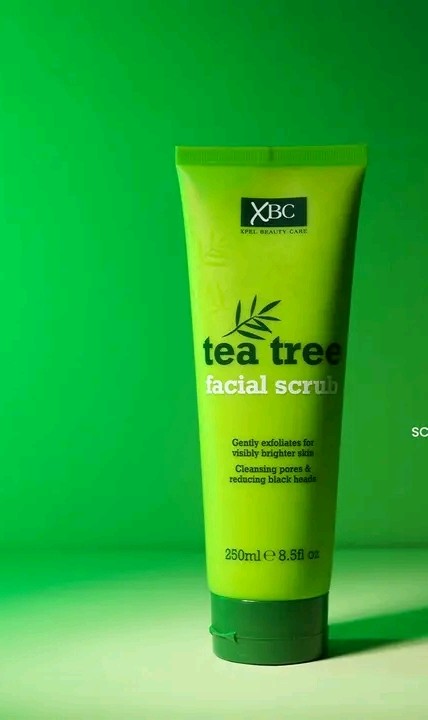 XBC
XPEL BEAUTY CARE
tea tree
facial scrub
Gently exfoliates for
visibly brighter skin
Cleansing pores &
reducing black heads
250ml ℮ 8.5fl oz